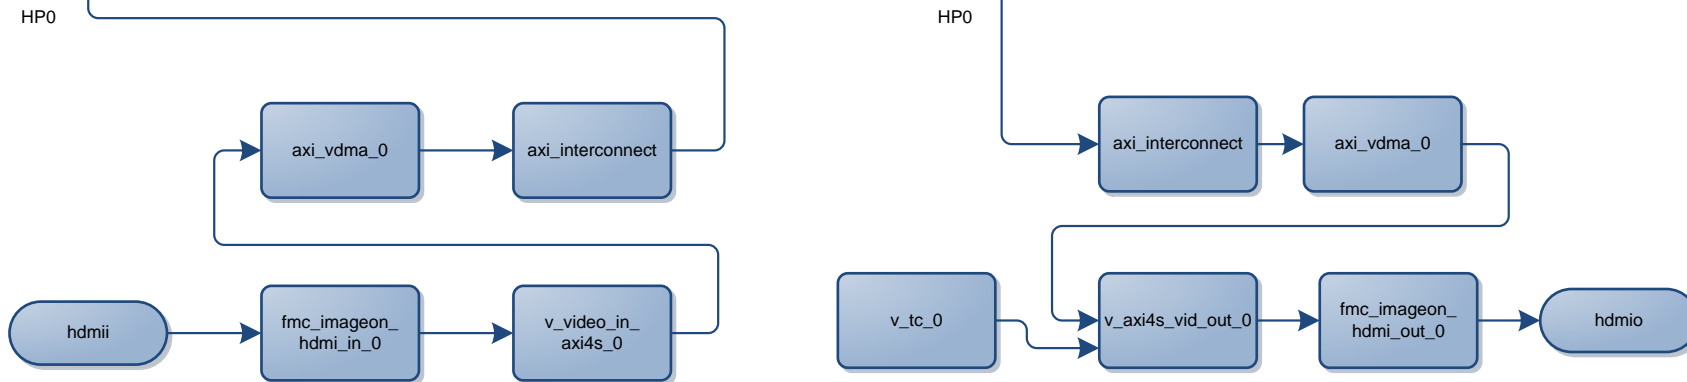 HP0
HP0
axi_vdma_0
axi_interconnect
axi_interconnect
axi_vdma_0
hdmii
fmc_imageon_
hdmi_in_0
v_video_in_
axi4s_0
v_tc_0
v_axi4s_vid_out_0
fmc_imageon_
hdmi_out_0
hdmio